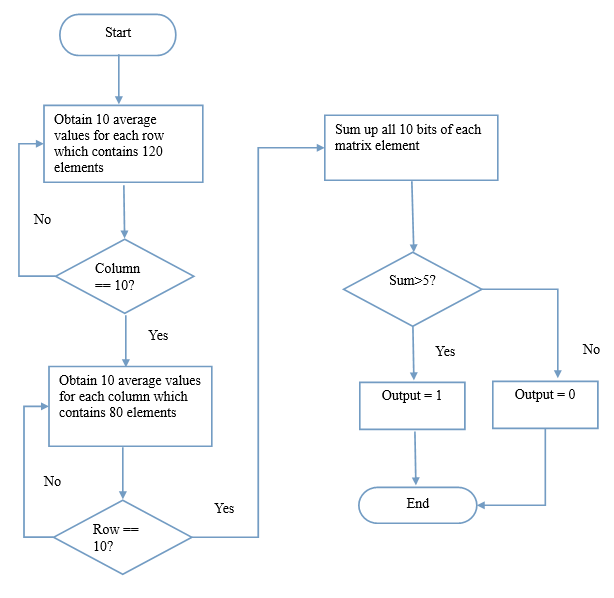 Start
Obtain 10 average
values for each row
which contains 120
elements
No
Column
== 10?
Yes
Obtain 10 average values
for each column which
contains 80 elements
No
Row ==
10?
Yes
Sum up all 10 bits of each
matrix element
Sum>5?
Yes
No
Output = 1
Output = 0
End